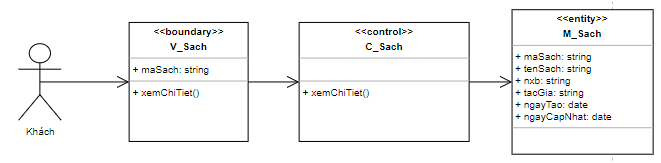 <<boundary>>
V_Sach
+ maSach: string
+ xemChiTiet()
<<control>>
C_Sach
+ xemChiTiet()
<<entity>>
M_Sach
+ maSach: string
+ tenSach: string
+ nxb: string
+ tacGia: string
+ ngayTao: date
+ ngayCapNhat: date
Khách